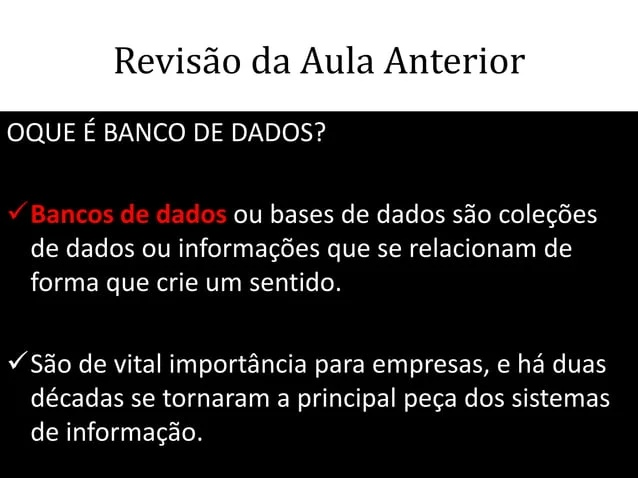 Revisão da Aula Anterior
OQUE É BANCO DE DADOS?
✓Bancos de dados ou bases de dados são coleções
de dados ou informações que se relacionam de
forma que crie um sentido.
✓São de vital importância para empresas, e há duas
décadas se tornaram a principal peça dos sistemas
de informação.